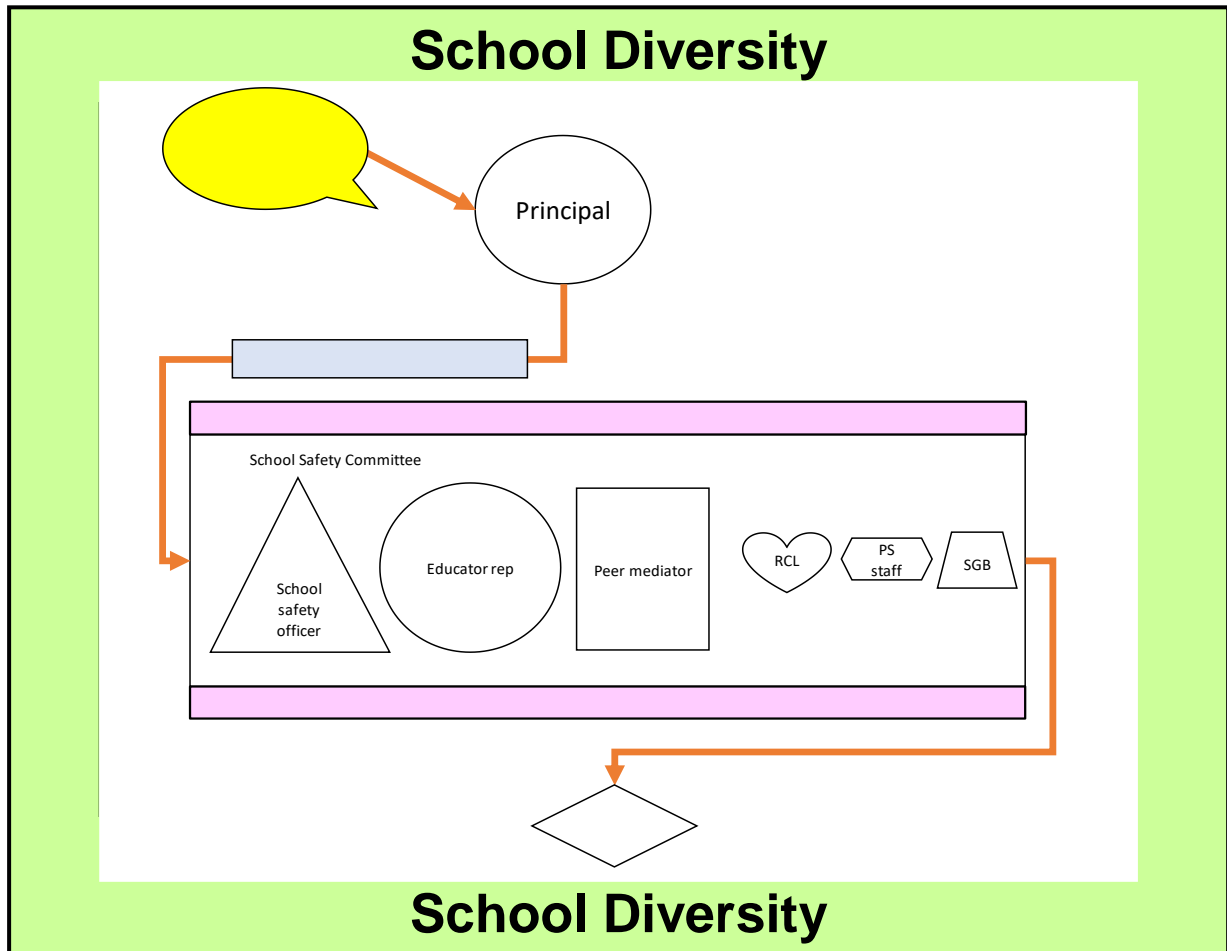 School Diversity
Principal
School Safety Committee
School
safety
officer
Educator rep
Peer mediator
RCL
PS
staff
SGB
School Diversity